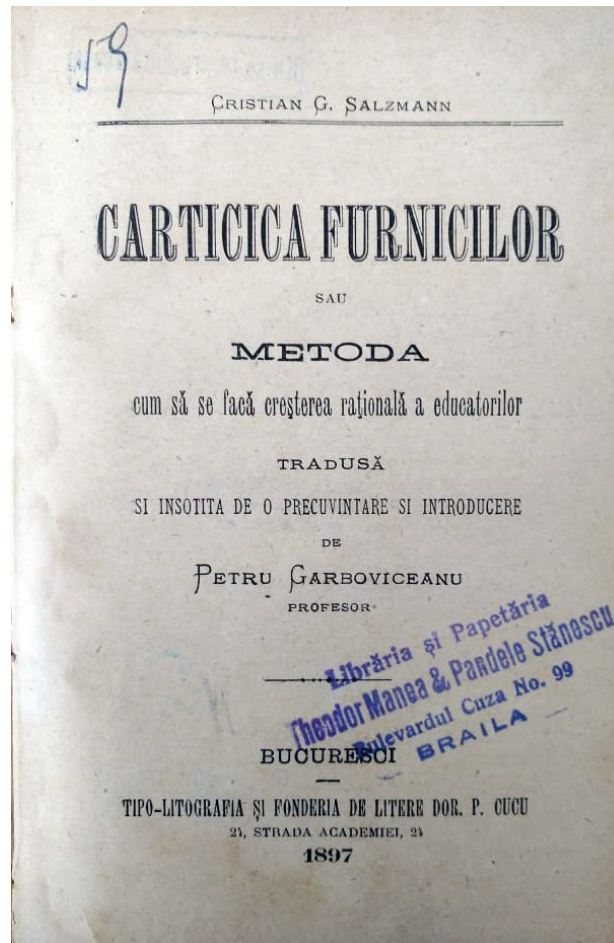 59
CRISTIAN G. SALZMANN
CARTICICA FURNICILOR
SAU
METODA
cum să se facă creşterea raţională a educatorilor
TRADUSĂ
SI INSOTITA DE O PRECUVINTARE SI INTRODUCERE
DE
PETRU GARBOVICEANU
PROFESOR
Librăria și Papetăria
Theodor Manea & Pandele Stănescu
Bulevardul Cuza No. 99
BRAILA
BUCURESCI
TIPO-LITOGRAFIA ŞI FONDERIA DE LITERE DOR. P. CUCU
24, STRADA ACADEMIEI, 24
1897